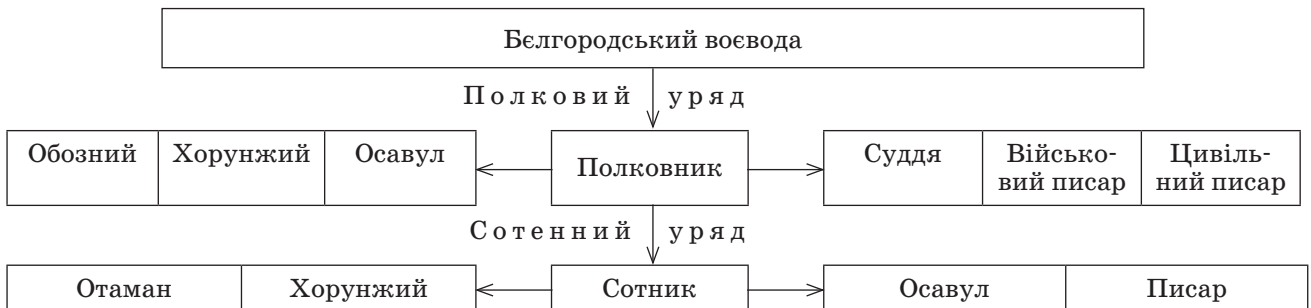 Бєлгородський воєвода
Полковий уряд
Обозний Хорунжий Осавул Полковник Суддя Військо-
вий писар Цивіль-
ний писар
Сотенний уряд
Отаман Хорунжий Сотник Осавул Писар